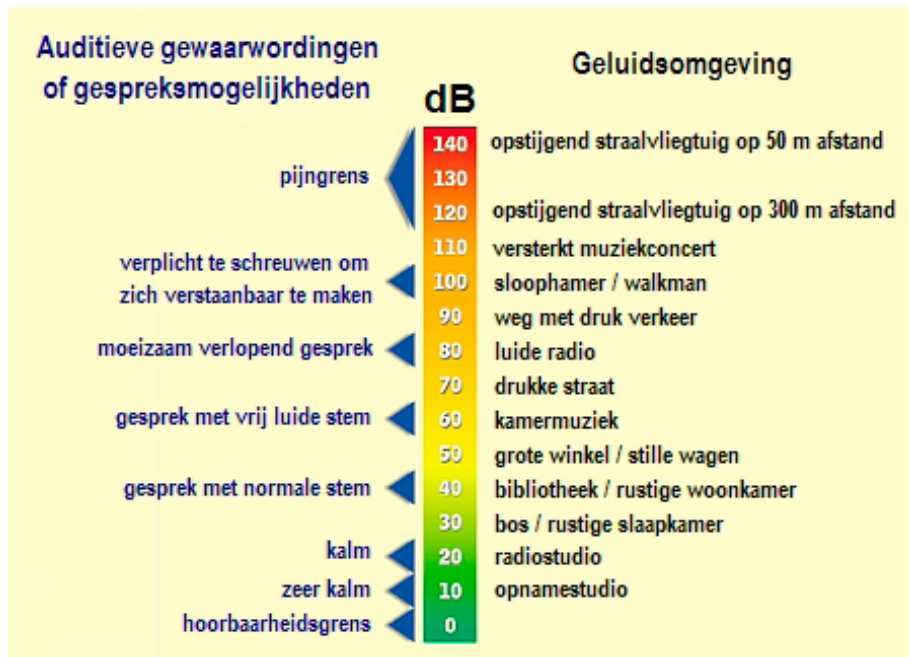 Auditieve gewaarwordingen
of gespreksmogelijkheden
dB
Geluidsomgeving
140 opstijgend straalvliegtuig op 50 m afstand
pijngrens 130
120 opstijgend straalvliegtuig op 300 m afstand
110 versterkt muziekconcert
verplicht te schreuwen om
zich verstaanbaar te maken
100 sloophamer / walkman
90 weg met druk verkeer
moeizaam verlopend gesprek 80 luide radio
70 drukke straat
gesprek met vrij luide stem 60 kamermuziek
50 grote winkel / stille wagen
gesprek met normale stem 40 bibliotheek / rustige woonkamer
30 bos / rustige slaapkamer
kalm 20 radiostudio
zeer kalm 10 opnamestudio
hoorbaarheidsgrens 0